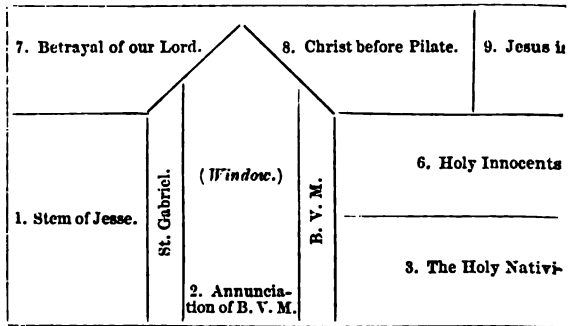 7. Betrayal of our Lord.
8. Christ before Pilate.
9. Jesus i
(Window.)
6. Holy Innocents
St. Gabriel.
B. V. M.
1. Stem of Jesse.
3. The Holy Nativi-
2. Annuncia-
tion of B. V. M.